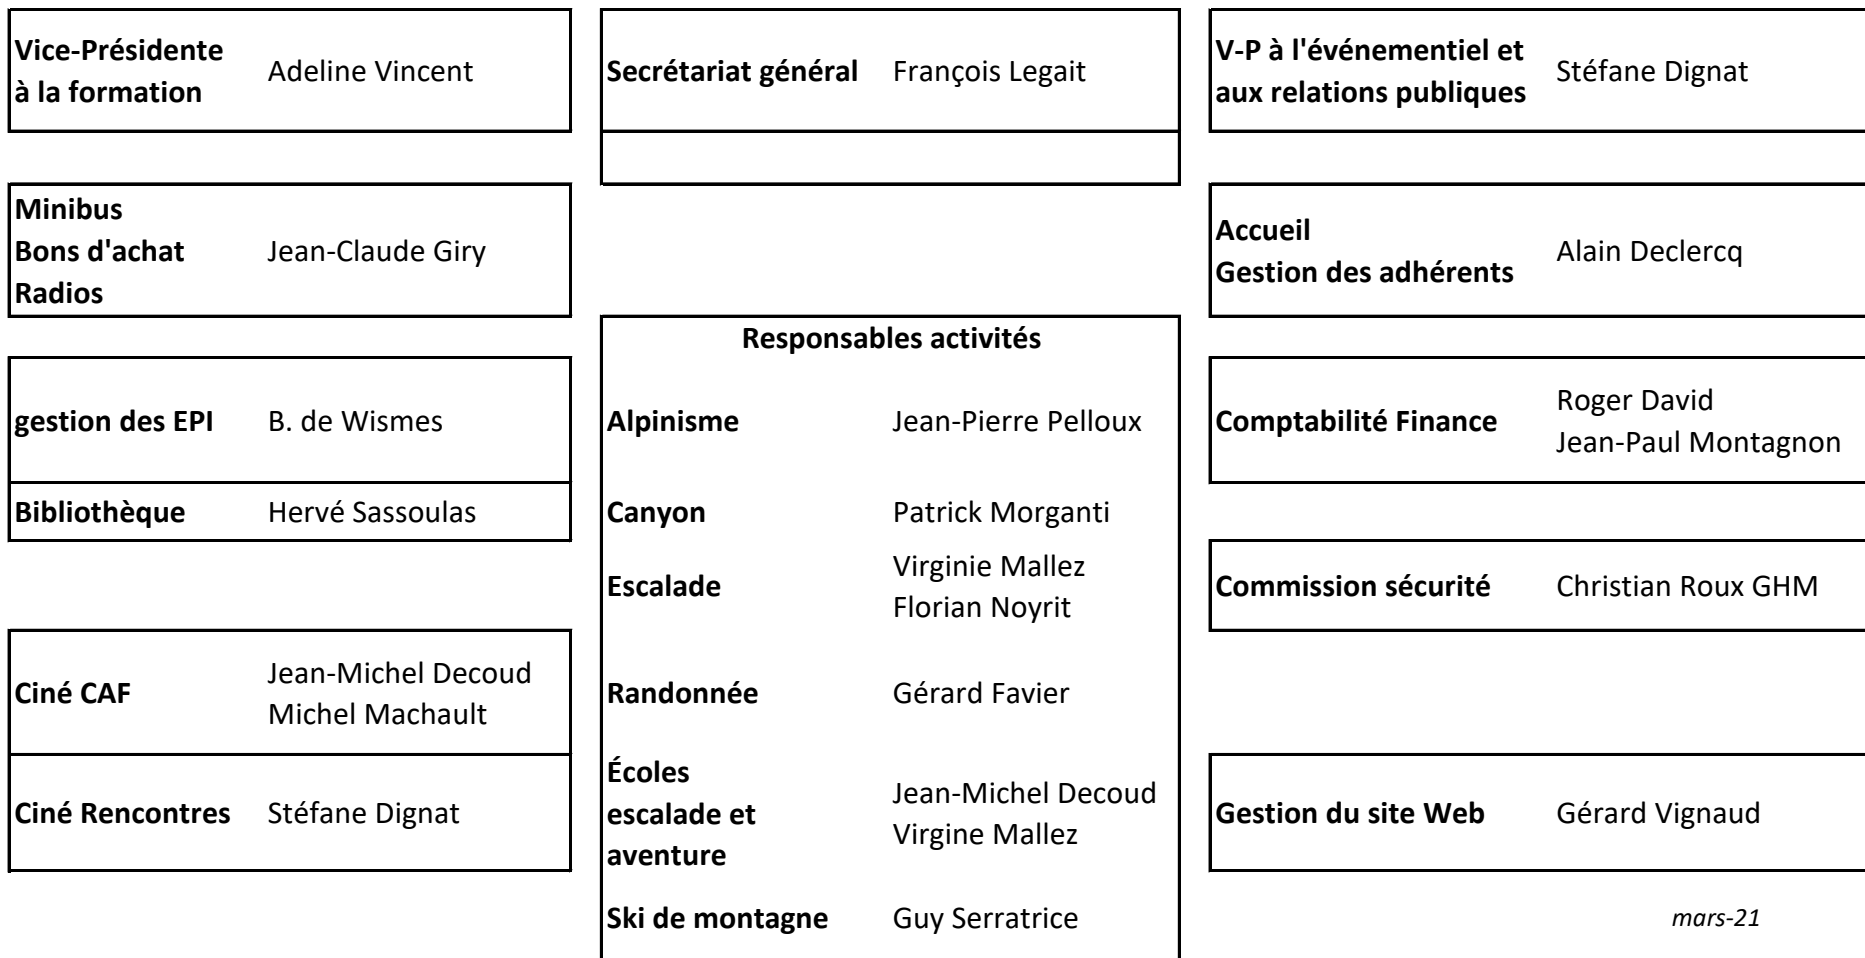 Vice-Présidente
à la formation
Adeline Vincent
Secrétariat général
François Legait
V-P à l'événementiel et
aux relations publiques
Stéfane Dignat
Minibus
Bons d'achat
Radios
Jean-Claude Giry
Accueil
Gestion des adhérents
Alain Declercq
gestion des EPI
B. de Wismes
Bibliothèque
Hervé Sassoulas
Responsables activités
Alpinisme
Jean-Pierre Pelloux
Canyon
Patrick Morganti
Escalade
Virginie Mallez
Florian Noyrit
Randonnée
Gérard Favier
Écoles
escalade et
aventure
Jean-Michel Decoud
Virgine Mallez
Ski de montagne
Guy Serratrice
Comptabilité Finance
Roger David
Jean-Paul Montagnon
Commission sécurité
Christian Roux GHM
Ciné CAF
Jean-Michel Decoud
Michel Machault
Ciné Rencontres
Stéfane Dignat
Gestion du site Web
Gérard Vignaud
mars-21